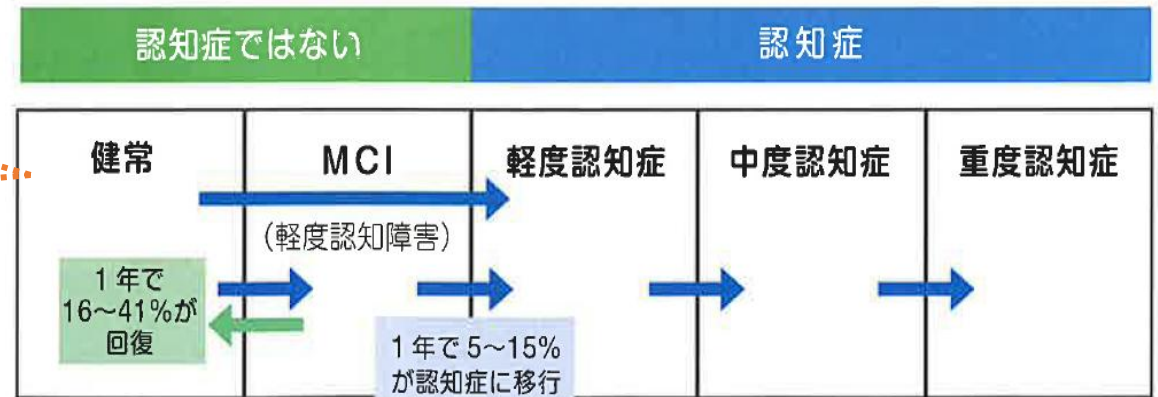 認知症ではない
認知症
健常
MCI
(軽度認知障害)
軽度認知症
中度認知症
重度認知症
1年で
16～41%が
回復
1年で5～15%
が認知症に移行